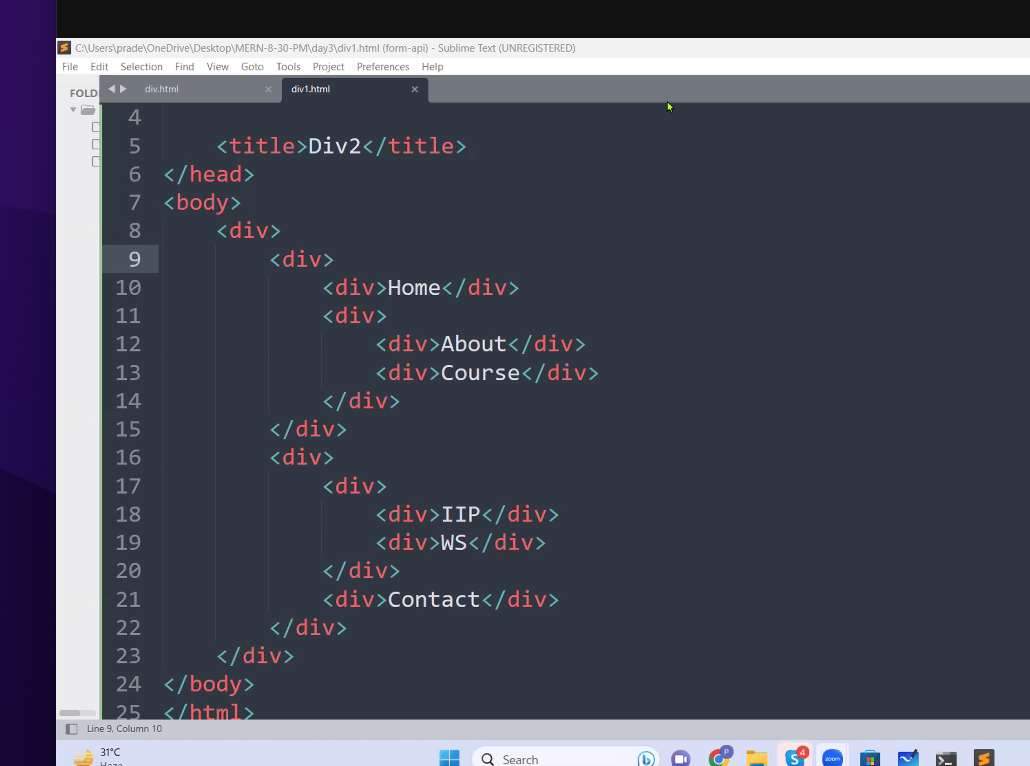 C:\Users\prade\OneDrive\Desktop\MERN-8-30-PM\day3\div1.html (form-api) - Sublime Text (UNREGISTERED)
File Edit Selection Find View Goto Tools Project Preferences Help
FOLD
div.html
div1.html
4
5 <title>Div2</title>
6 </head>
7 <body>
8 <div>
9 <div>
10 <div>Home</div>
11 <div>
12 <div>About</div>
13 <div>Course</div>
14 </div>
15 </div>
16 <div>
17 <div>
18 <div>IIP</div>
19 <div>WS</div>
20 </div>
21 <div>Contact</div>
22 </div>
23 </div>
24 </body>
25 </html>
Line 9, Column 10
31°C
Haze
Search
P
4
zoom